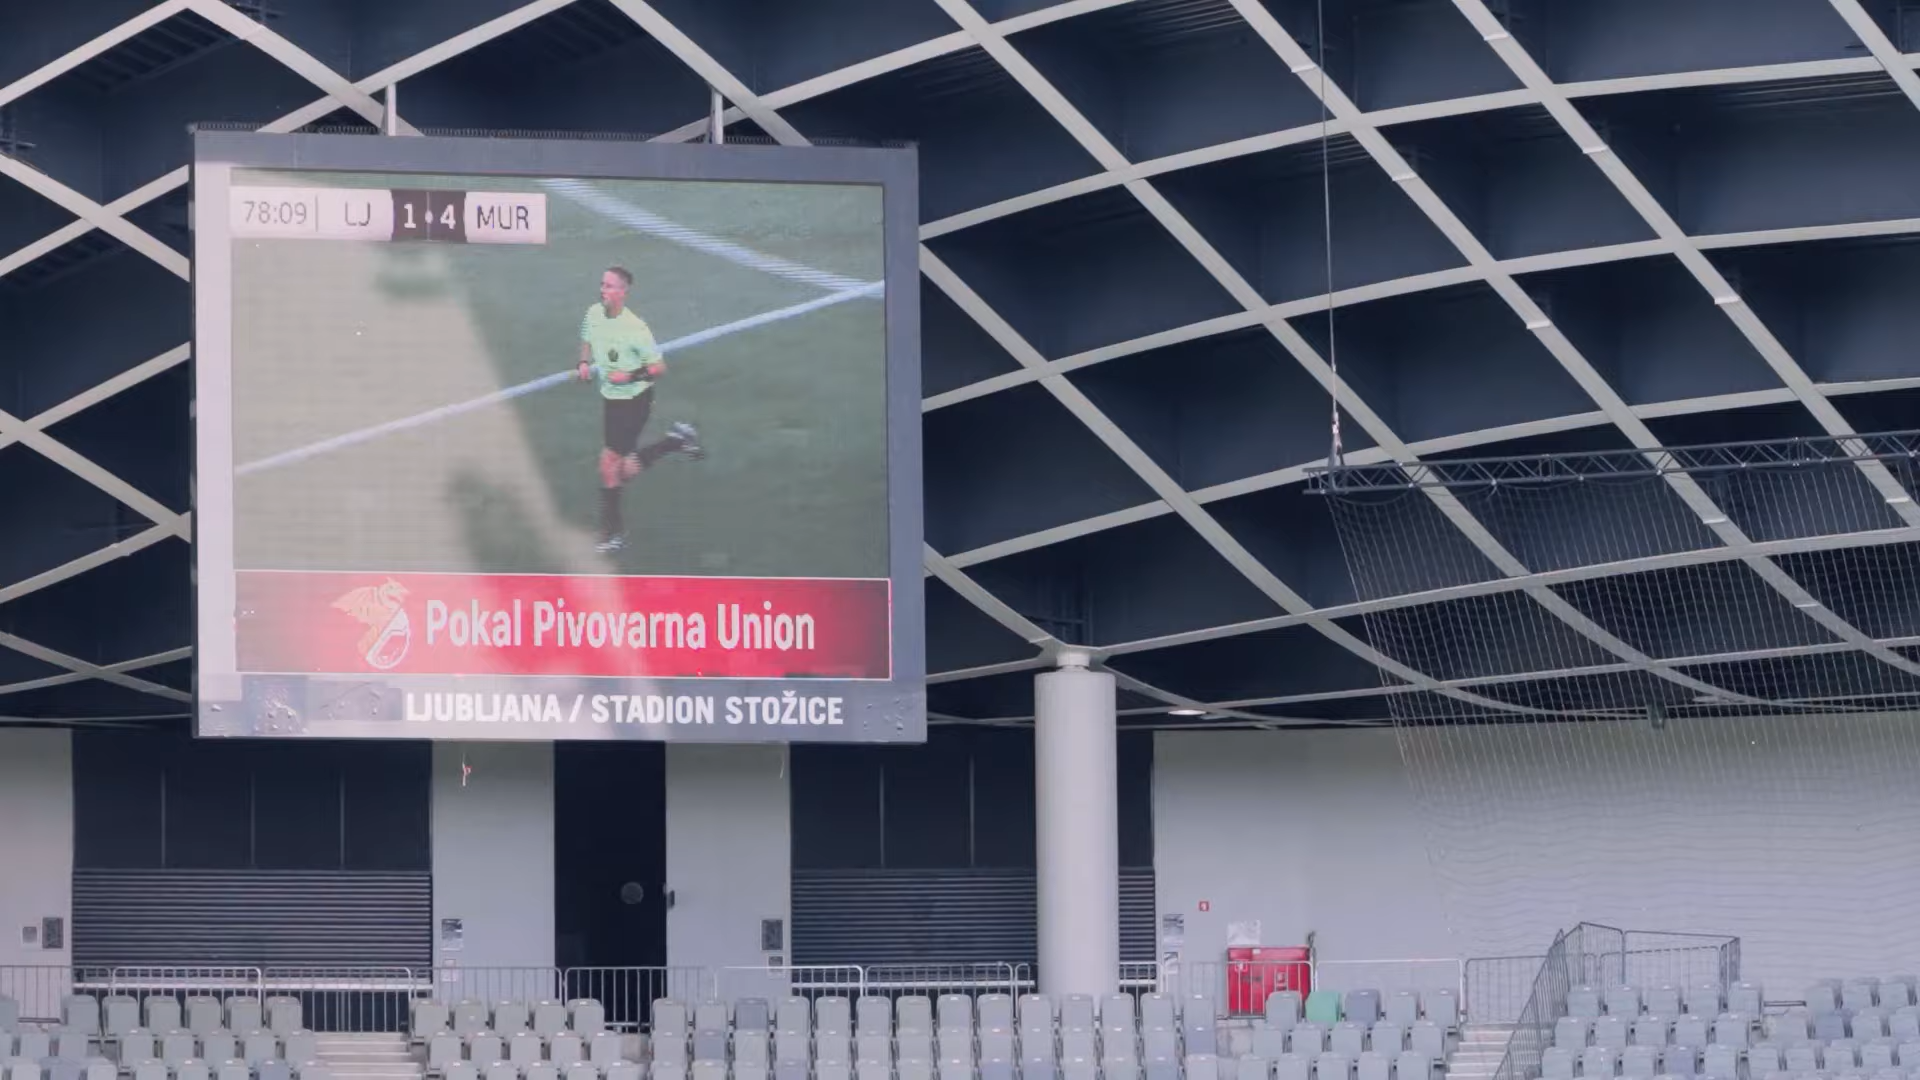 78:09 LJ 1 4 MUR
Pokal Pivovarna Union
LJUBLJANA / STADION STOŽICE